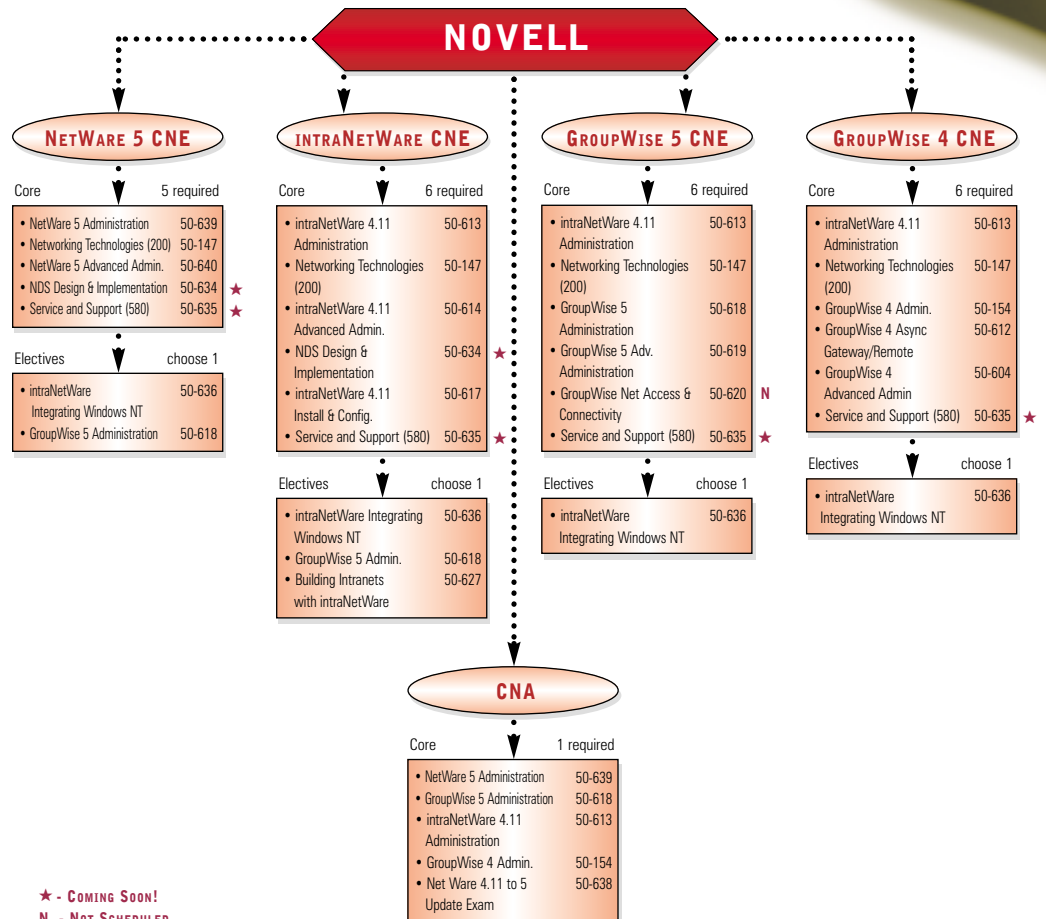 NOVELL
NETWARE 5 CNE
Core 5 required
• NetWare 5 Administration 50-639
• Networking Technologies (200) 50-147
• NetWare 5 Advanced Admin. 50-640
• NDS Design & Implementation 50-634 ★
• Service and Support (580) 50-635 ★
Electives choose 1
• intraNetWare 50-636
Integrating Windows NT
• GroupWise 5 Administration 50-618
INTRANETWARE CNE
Core 6 required
• intraNetWare 4.11 50-613
Administration
• Networking Technologies 50-147
(200)
• intraNetWare 4.11 50-614
Advanced Admin.
• NDS Design & 50-634 ★
Implementation
• intraNetWare 4.11 50-617
Install & Config.
• Service and Support (580) 50-635 ★
Electives choose 1
• intraNetWare Integrating 50-636
Windows NT
• GroupWise 5 Admin. 50-618
• Building Intranets 50-627
with intraNetWare
GROUPWISE 5 CNE
Core 6 required
• intraNetWare 4.11 50-613
Administration
• Networking Technologies 50-147
(200)
• GroupWise 5 50-618
Administration
• GroupWise 5 Adv. 50-619
Administration
• GroupWise Net Access & 50-620 N
Connectivity
• Service and Support (580) 50-635 ★
Electives choose 1
• intraNetWare 50-636
Integrating Windows NT
GROUPWISE 4 CNE
Core 6 required
• intraNetWare 4.11 50-613
Administration
• Networking Technologies 50-147
(200)
• GroupWise 4 Admin. 50-154
• GroupWise 4 Async 50-612
Gateway/Remote
• GroupWise 4 50-604
Advanced Admin
• Service and Support (580) 50-635 ★
Electives choose 1
• intraNetWare 50-636
Integrating Windows NT
CNA
Core 1 required
• NetWare 5 Administration 50-639
• GroupWise 5 Administration 50-618
• intraNetWare 4.11 50-613
Administration
• GroupWise 4 Admin. 50-154
• Net Ware 4.11 to 5 50-638
Update Exam
★ - COMING SOON!
N - NOT SCHEDULED